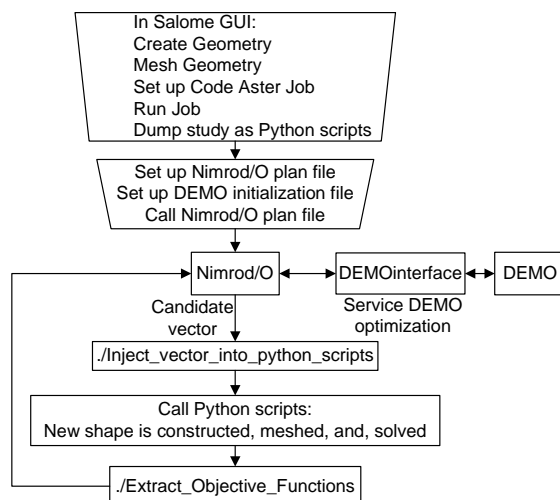 In Salome GUI:
Create Geometry
Mesh Geometry
Set up Code Aster Job
Run Job
Dump study as Python scripts
Set up Nimrod/O plan file
Set up DEMO initialization file
Call Nimrod/O plan file
Nimrod/O
DEMOinterface
DEMO
Service DEMO
optimization
Candidate
vector
./Inject_vector_into_python_scripts
Call Python scripts:
New shape is constructed, meshed, and, solved
./Extract_Objective_Functions